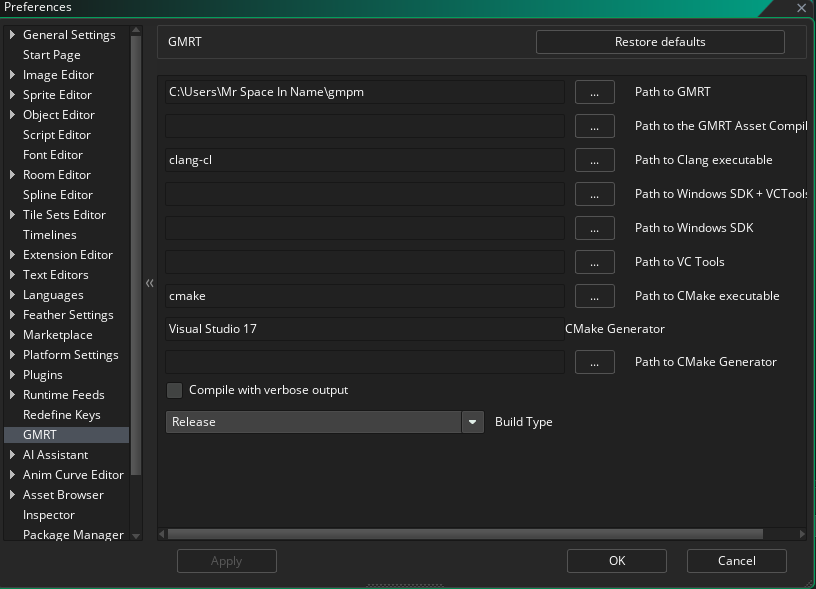 Preferences
General Settings
Start Page
Image Editor
Sprite Editor
Object Editor
Script Editor
Font Editor
Room Editor
Spline Editor
Tile Sets Editor
Timelines
Extension Editor
Text Editors
Languages
Feather Settings
Marketplace
Platform Settings
Plugins
Runtime Feeds
Redefine Keys
GMRT
AI Assistant
Anim Curve Editor
Asset Browser
Inspector
Package Manager
GMRT
Restore defaults
C:\Users\Mr Space In Name\gmpm ... Path to GMRT
... Path to the GMRT Asset Compil
clang-cl ... Path to Clang executable
... Path to Windows SDK + VCTools
... Path to Windows SDK
... Path to VC Tools
cmake ... Path to CMake executable
Visual Studio 17 CMake Generator
... Path to CMake Generator
Compile with verbose output
Release Build Type
Apply
OK
Cancel